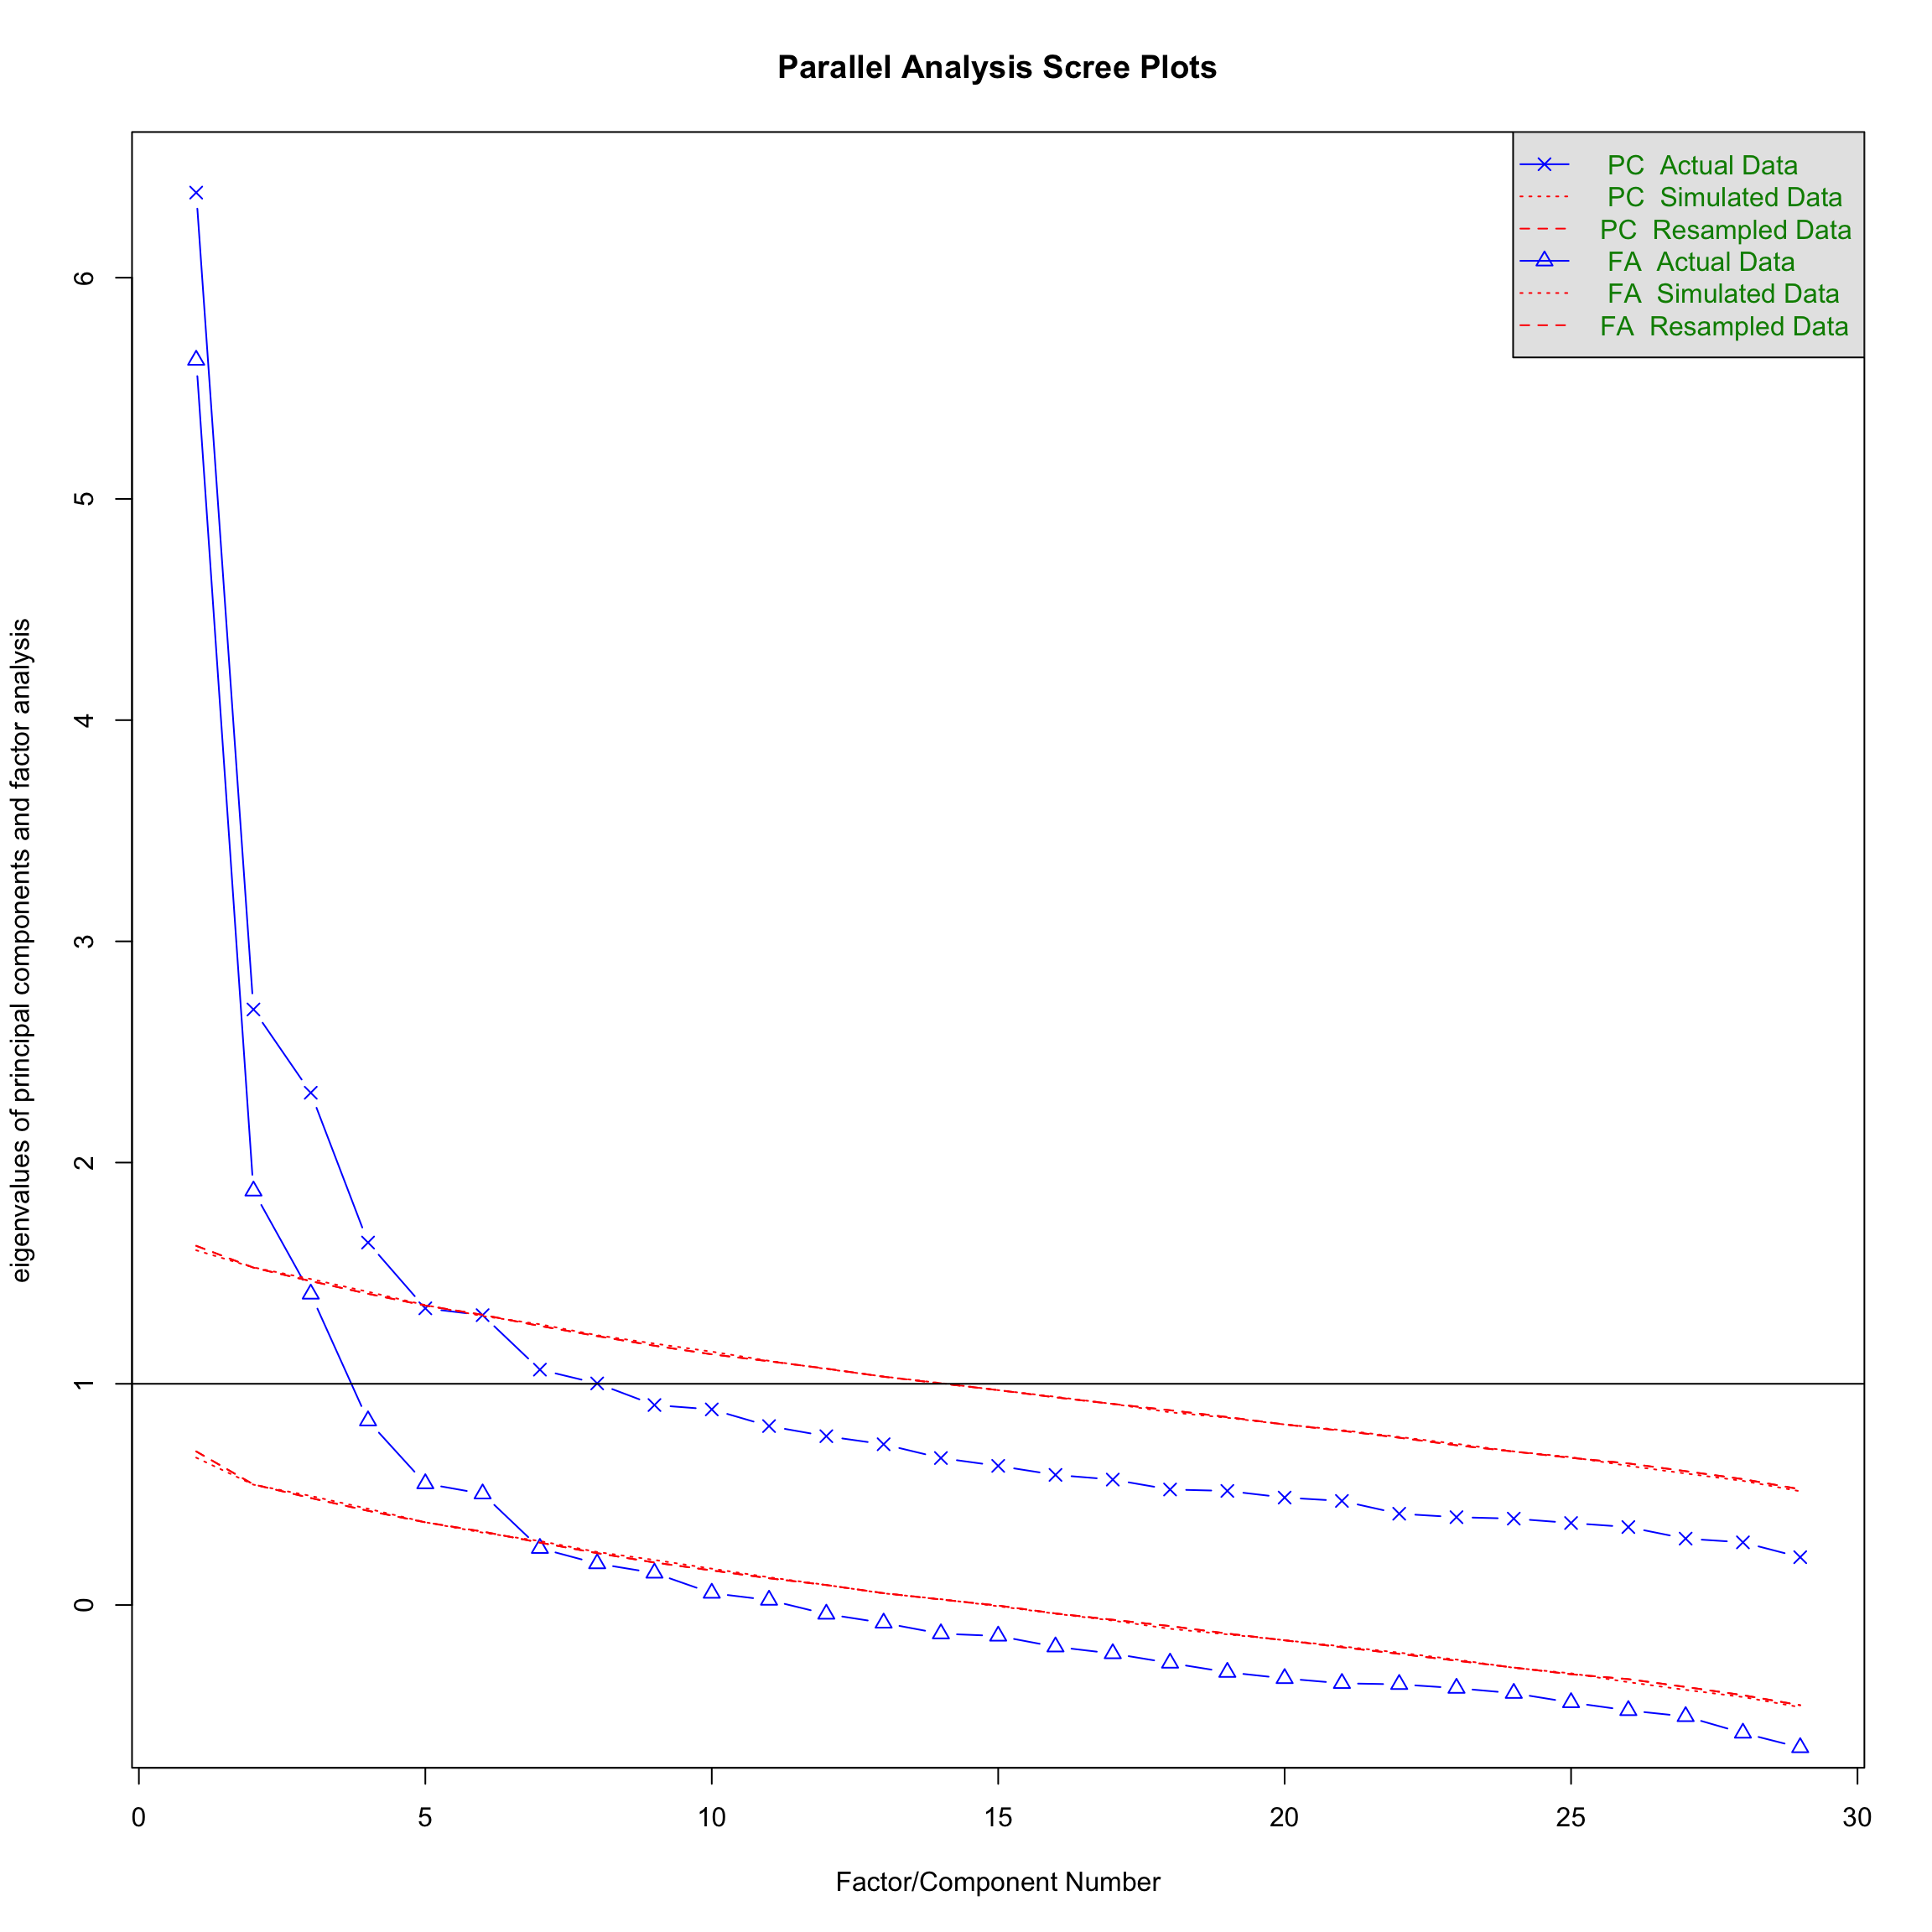 Parallel Analysis Scree Plots
PC Actual Data
PC Simulated Data
PC Resampled Data
FA Actual Data
FA Simulated Data
FA Resampled Data
eigenvalues of principal components and factor analysis
6
5
4
3
2
1
0
0 5 10 15 20 25 30
Factor/Component Number